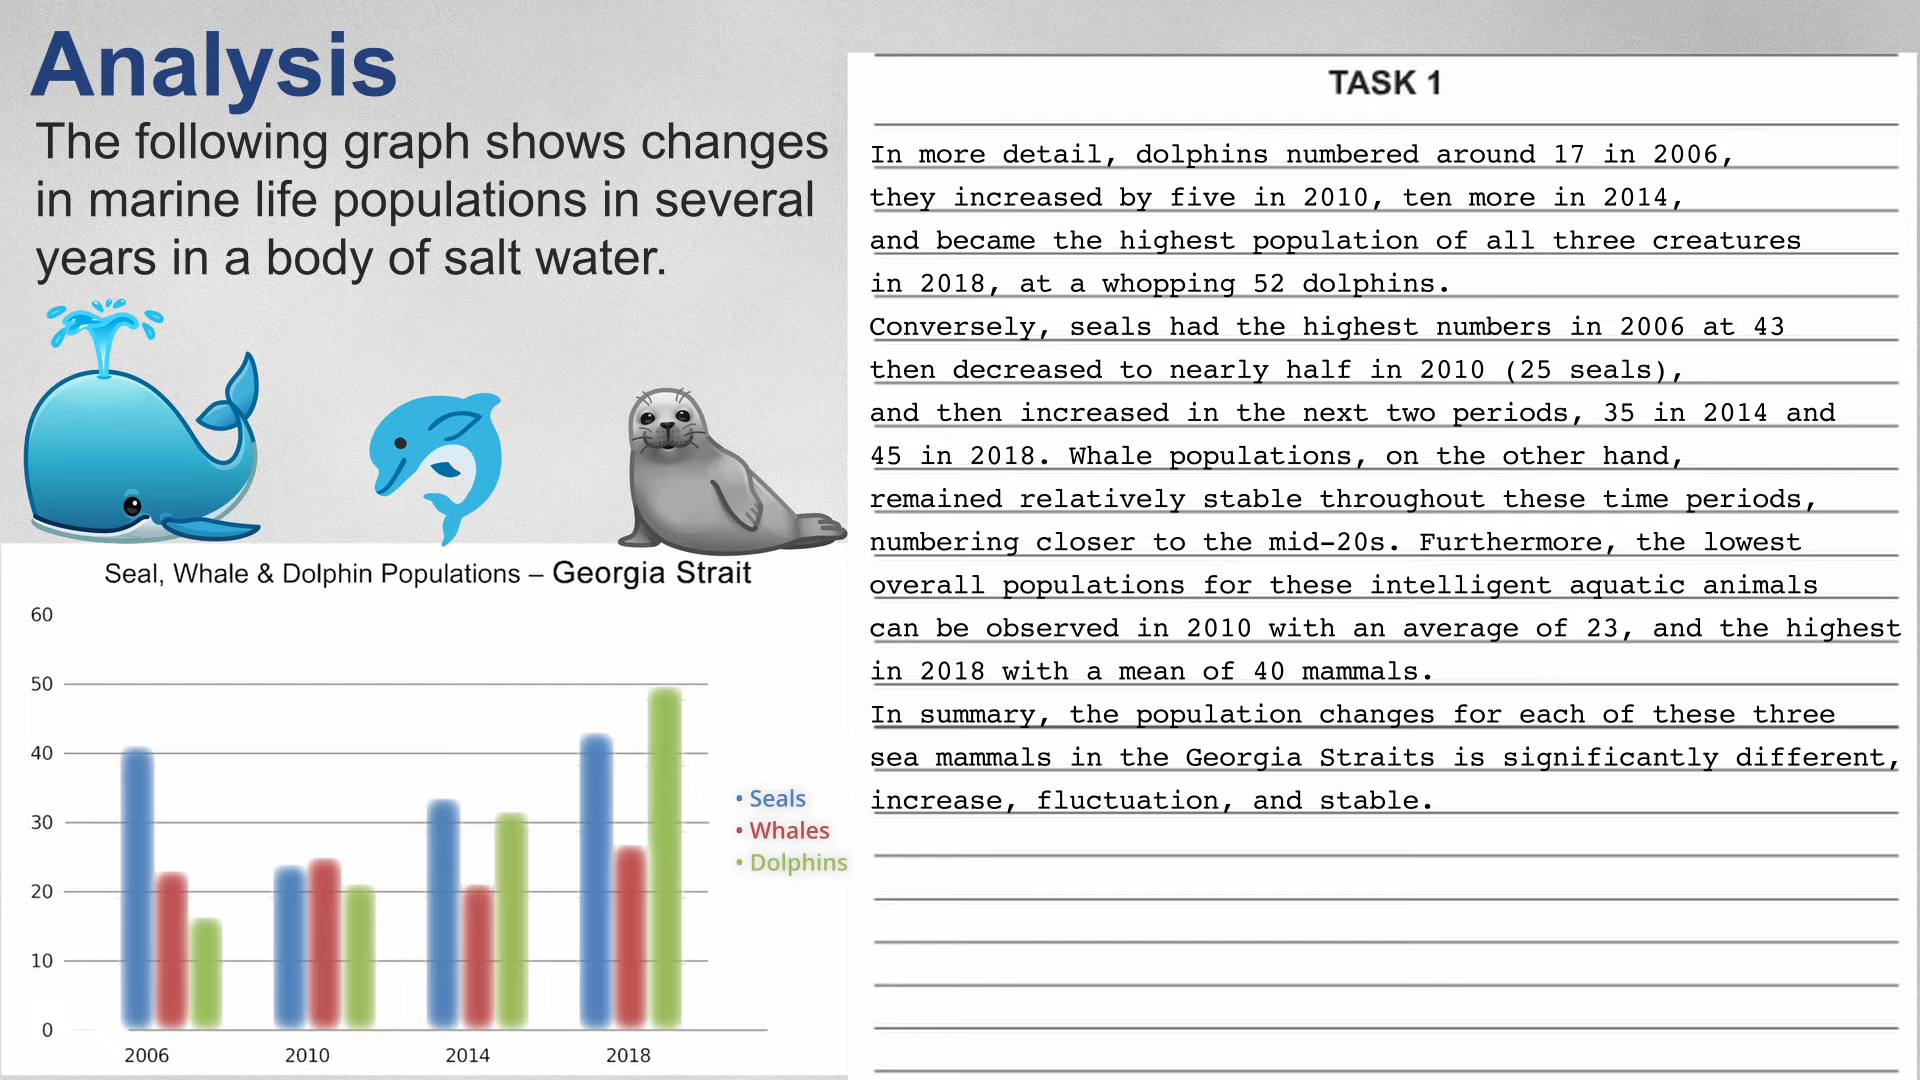 Analysis
The following graph shows changes
in marine life populations in several
years in a body of salt water.
Seal, Whale & Dolphin Populations – Georgia Strait
60
50
40
30
20
10
0
2006
2010
2014
2018
• Seals
• Whales
• Dolphins
TASK 1
In more detail, dolphins numbered around 17 in 2006,
they increased by five in 2010, ten more in 2014,
and became the highest population of all three creatures
in 2018, at a whopping 52 dolphins.
Conversely, seals had the highest numbers in 2006 at 43
then decreased to nearly half in 2010 (25 seals),
and then increased in the next two periods, 35 in 2014 and
45 in 2018. Whale populations, on the other hand,
remained relatively stable throughout these time periods,
numbering closer to the mid-20s. Furthermore, the lowest
overall populations for these intelligent aquatic animals
can be observed in 2010 with an average of 23, and the highest
in 2018 with a mean of 40 mammals.
In summary, the population changes for each of these three
sea mammals in the Georgia Straits is significantly different,
increase, fluctuation, and stable.